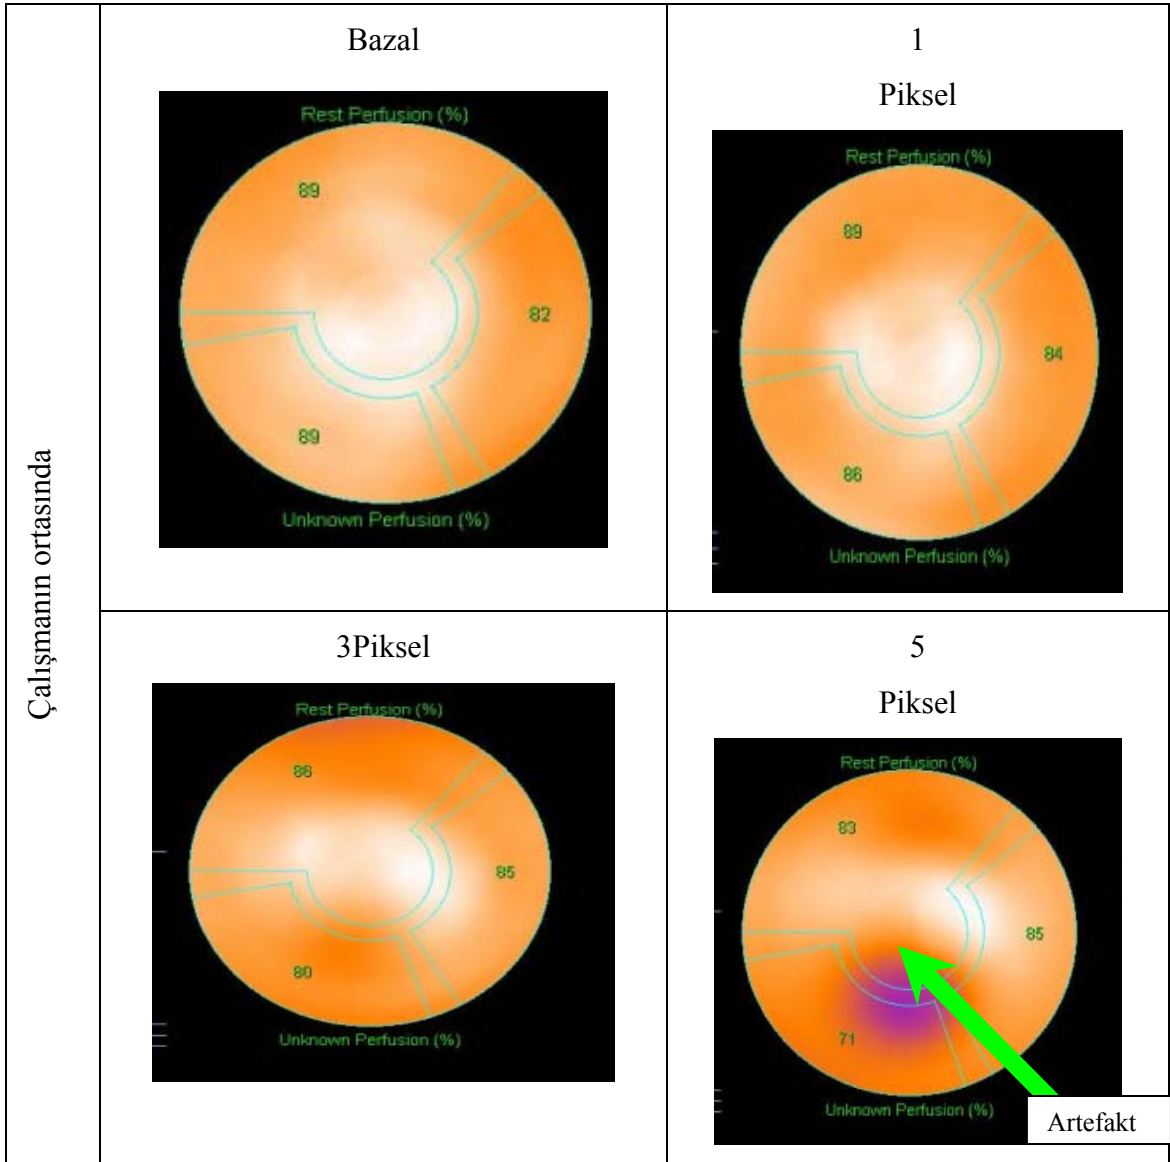 Çalışmanın ortasında
Bazal
Rest Perfusion (%)
89
82
89
Unknown Perfusion (%)
1
Piksel
Rest Perfusion (%)
89
84
86
Unknown Perfusion (%)
3Piksel
Rest Perfusion (%)
86
85
80
Unknown Perfusion (%)
5
Piksel
Rest Perfusion (%)
83
85
71
Unknown Perfusion (%)
Artefakt